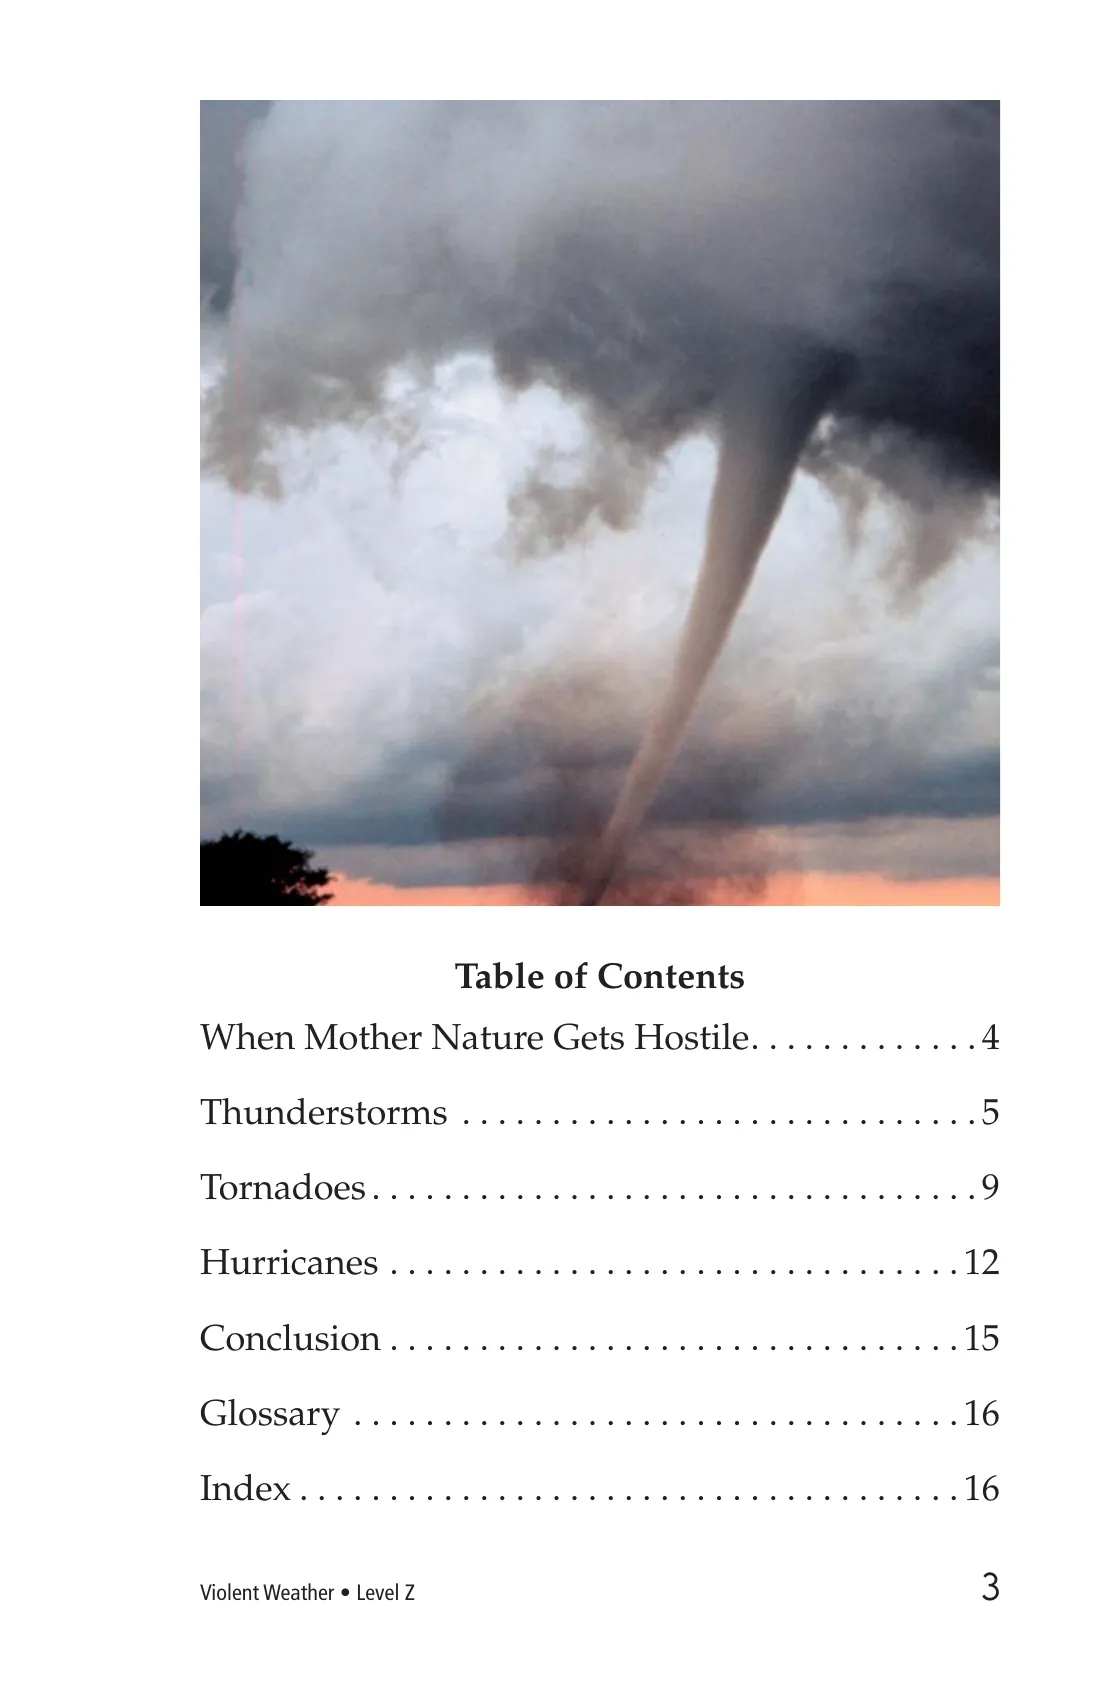 Table of Contents
When Mother Nature Gets Hostile. . . . . . . . . . . . . 4
Thunderstorms . . . . . . . . . . . . . . . . . . . . . . . . . . . . . 5
Tornadoes . . . . . . . . . . . . . . . . . . . . . . . . . . . . . . . . . . 9
Hurricanes . . . . . . . . . . . . . . . . . . . . . . . . . . . . . . . . 12
Conclusion . . . . . . . . . . . . . . . . . . . . . . . . . . . . . . . . 15
Glossary . . . . . . . . . . . . . . . . . . . . . . . . . . . . . . . . . . 16
Index . . . . . . . . . . . . . . . . . . . . . . . . . . . . . . . . . . . . . 16
Violent Weather • Level Z 3